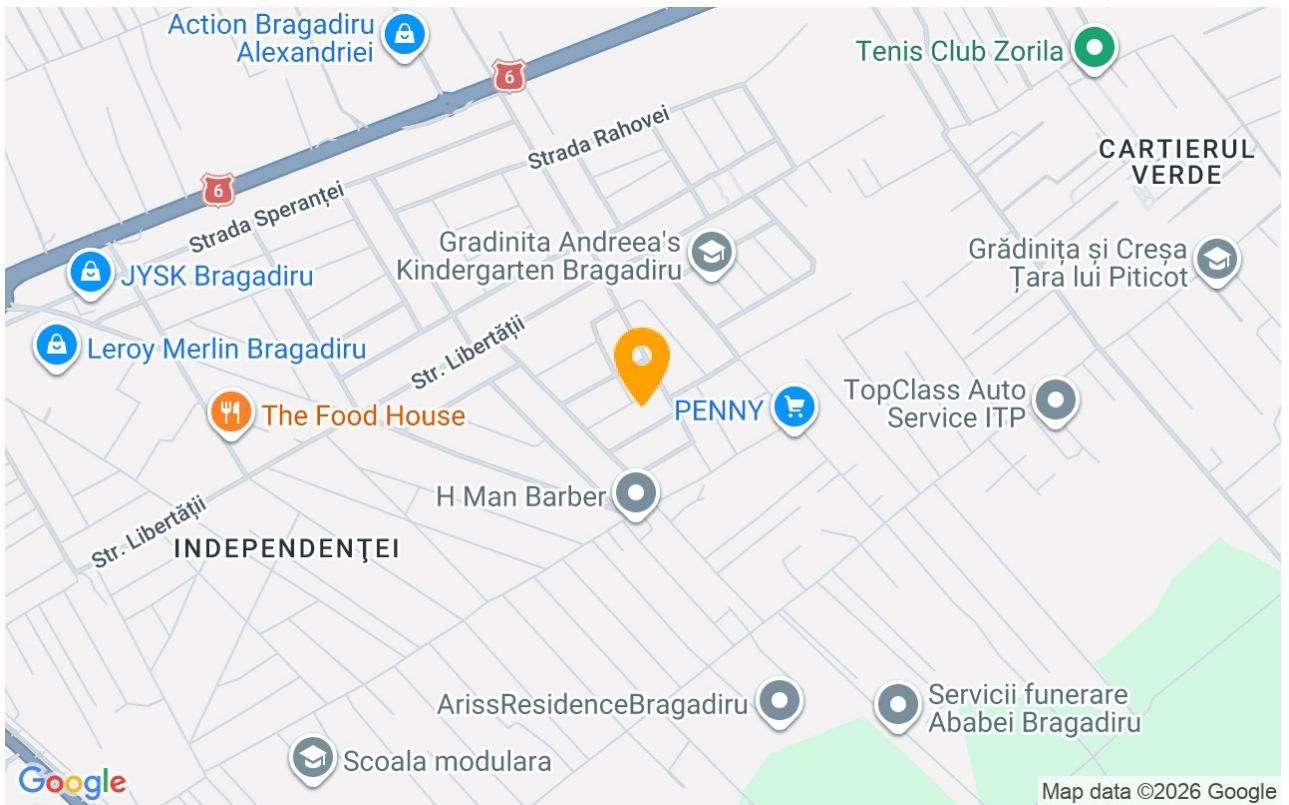 Action Bragadiru
Alexandriei
6
Tenis Club Zorila
Strada Rahovei
CARTIERUL
VERDE
6
Strada Speranței
Gradinita Andreea's
Kindergarten Bragadiru
Grădinița și Creșa
Țara lui Piticot
JYSK Bragadiru
Leroy Merlin Bragadiru
Str. Libertății
The Food House
PENNY
TopClass Auto
Service ITP
H Man Barber
Str. Libertății
INDEPENDENŢEI
ArissResidenceBragadiru
Servicii funerare
Ababei Bragadiru
Scoala modulara
Google
Map data ©2026 Google